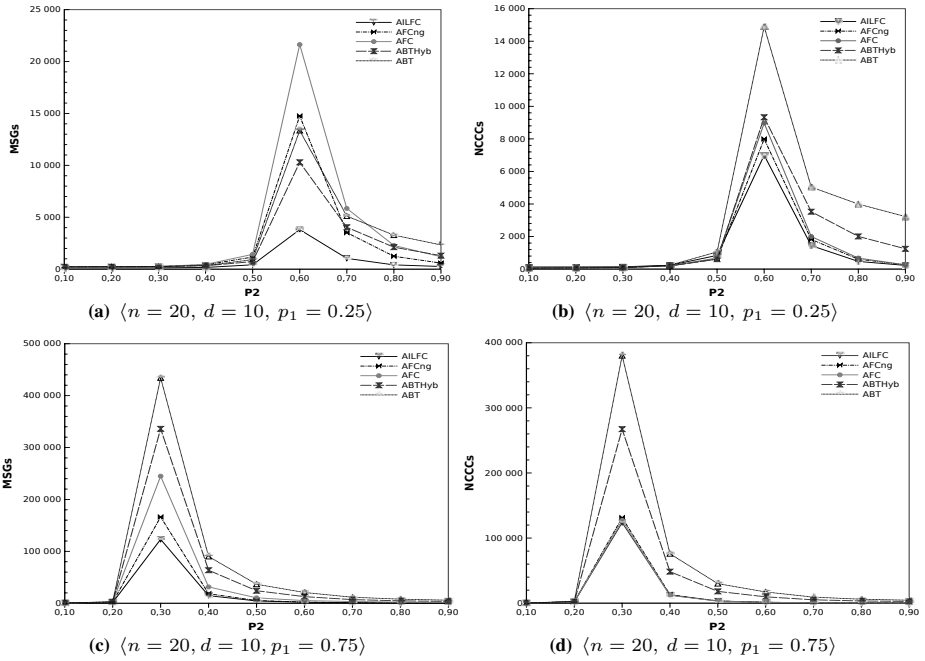 25 000
20 000
15 000
10 000
5 000
0
MSGs
0,10 0,20 0,30 0,40 0,50 0,60 0,70 0,80 0,90
P2
AILFC
AFCng
AFC
ABTHyb
ABT
(a) ⟨n = 20, d = 10, p₁ = 0.25⟩
16 000
14 000
12 000
10 000
8 000
6 000
4 000
2 000
0
NCCCs
0,10 0,20 0,30 0,40 0,50 0,60 0,70 0,80 0,90
P2
AILFC
AFCng
AFC
ABTHyb
ABT
(b) ⟨n = 20, d = 10, p₁ = 0.25⟩
500 000
400 000
300 000
200 000
100 000
0
MSGs
0,10 0,20 0,30 0,40 0,50 0,60 0,70 0,80 0,90
P2
AILFC
AFCng
AFC
ABTHyb
ABT
(c) ⟨n = 20, d = 10, p₁ = 0.75⟩
400 000
300 000
200 000
100 000
0
NCCCs
0,10 0,20 0,30 0,40 0,50 0,60 0,70 0,80 0,90
P2
AILFC
AFCng
AFC
ABTHyb
ABT
(d) ⟨n = 20, d = 10, p₁ = 0.75⟩